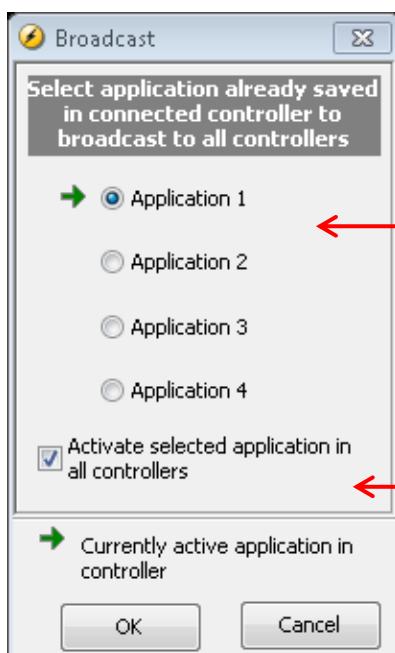 Broadcast
Select application already saved
in connected controller to
broadcast to all controllers
Application 1
Application 2
Application 3
Application 4
Activate selected application in
all controllers
Currently active application in
controller
OK
Cancel